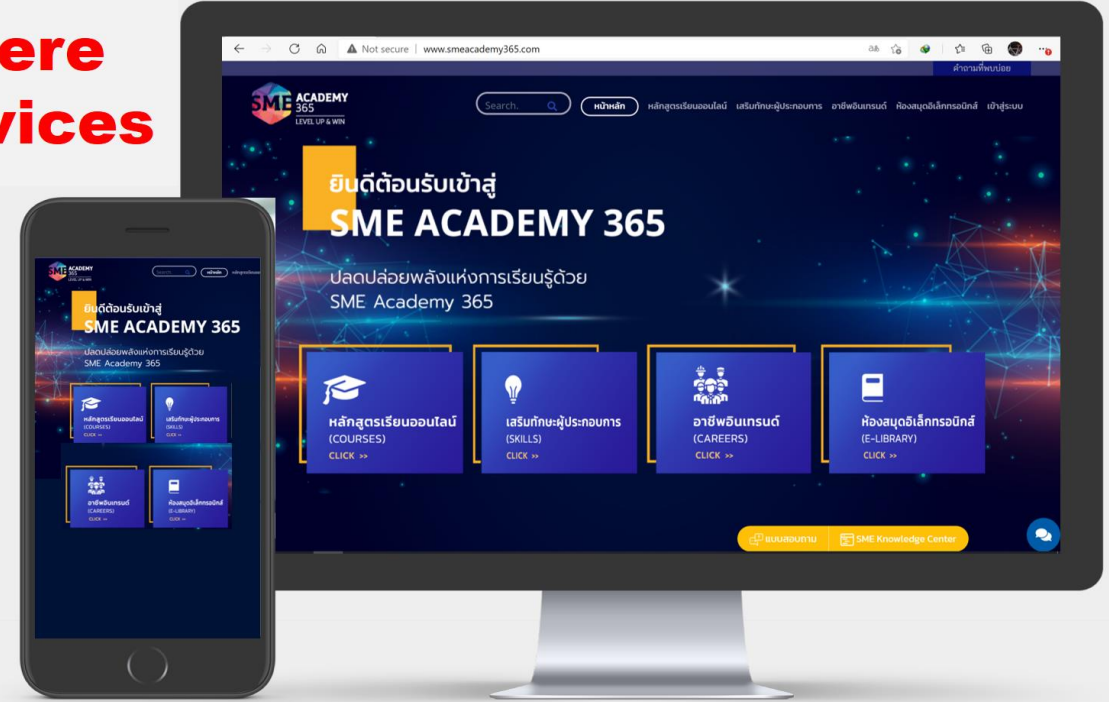 ere
vices
Not secure | www.smeacademy365.com
คำถามที่พบบ่อย
SME ACADEMY
365
LEVEL UP & WIN
Search.
หน้าหลัก
หลักสูตรเรียนออนไลน์ เสริมทักษะผู้ประกอบการ อาชีพอินเทรนด์ ห้องสมุดอิเล็กทรอนิกส์ เข้าสู่ระบบ
ยินดีต้อนรับเข้าสู่
SME ACADEMY 365
ปลดปล่อยพลังแห่งการเรียนรู้ด้วย
SME Academy 365
หลักสูตรเรียนออนไลน์
(COURSES)
CLICK >>
เสริมทักษะผู้ประกอบการ
(SKILLS)
CLICK >>
อาชีพอินเทรนด์
(CAREERS)
CLICK >>
ห้องสมุดอิเล็กทรอนิกส์
(E-LIBRARY)
CLICK >>
แบบสอบถาม
SME Knowledge Center
SME ACADEMY
365
Search
หน้าหลัก
ยินดีต้อนรับเข้าสู่
SME ACADEMY 365
ปลดปล่อยพลังแห่งการเรียนรู้ด้วย
SME Academy 365
หลักสูตรเรียนออนไลน์
(COURSES)
CLICK >>
เสริมทักษะผู้ประกอบการ
(SKILLS)
CLICK >>
อาชีพอินเทรนด์
(CAREERS)
CLICK >>
ห้องสมุดอิเล็กทรอนิกส์
(E-LIBRARY)
CLICK >>